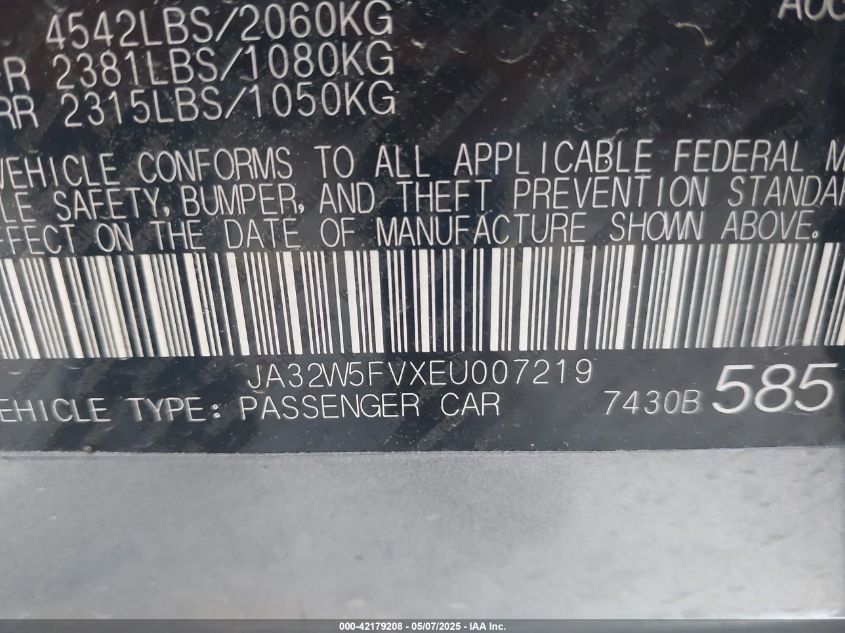 4542LBS/2060KG
2381LBS/1080KG
RR 2315LBS/1050KG
VEHICLE CONFORMS TO ALL APPLICABLE FEDERAL M
LE SAFETY, BUMPER, AND THEFT PREVENTION STANDAR
FFECT ON THE DATE OF MANUFACTURE SHOWN ABOVE.
JA32W5FVXEU007219
EHICLE TYPE: PASSENGER CAR 7430B 585
000-42179208 - 05/07/2025 - IAA Inc.